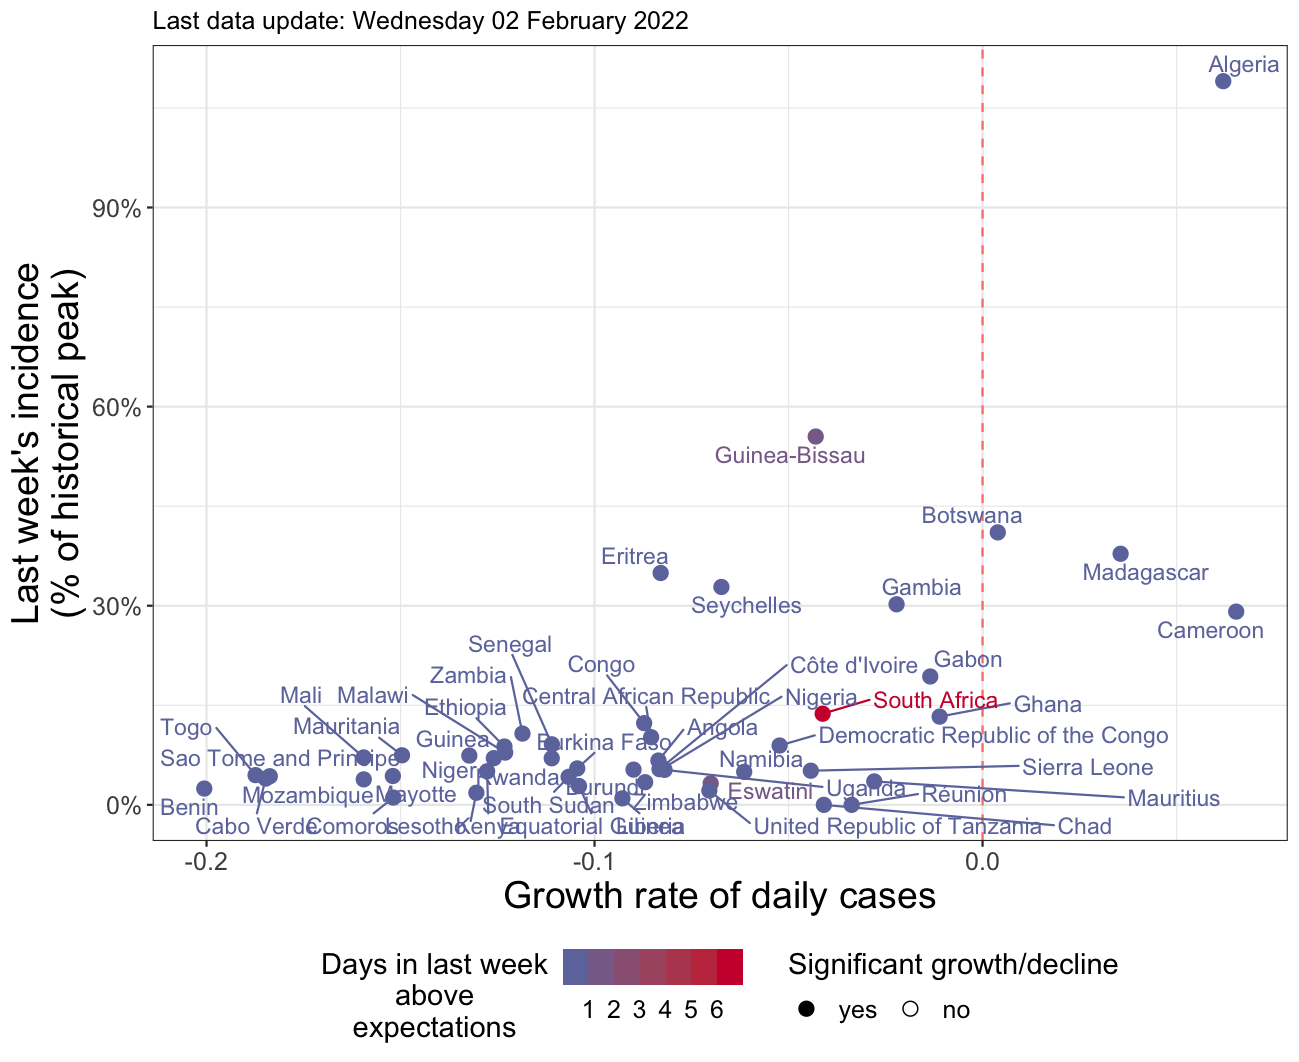 Last data update: Wednesday 02 February 2022
Algeria
90%
Last week's incidence
(% of historical peak)
60%
Guinea-Bissau
Botswana
Eritrea
Madagascar
Gambia
30%
Seychelles
Cameroon
Senegal
Congo
Côte d'Ivoire
Gabon
Zambia
Mali
Malawi
Central African Republic
Nigeria
South Africa
Ethiopia
Ghana
Togo
Mauritania
Angola
Democratic Republic of the Congo
Guinea
Burkina Faso
Sao Tome and Principe
Namibia
Niger
Rwanda
Sierra Leone
Burundi
Uganda
Eswatini
Reunion
Mauritius
Mozambique
Mayotte
0%
Benin
South Sudan
Zimbabwe
Cabo Verde
Comoros
Lesotho
Kenya
Equatorial Guinea
Liberia
United Republic of Tanzania
Chad
-0.2
-0.1
0.0
Growth rate of daily cases
Days in last week
above
expectations
1 2 3 4 5 6
Significant growth/decline
yes
no